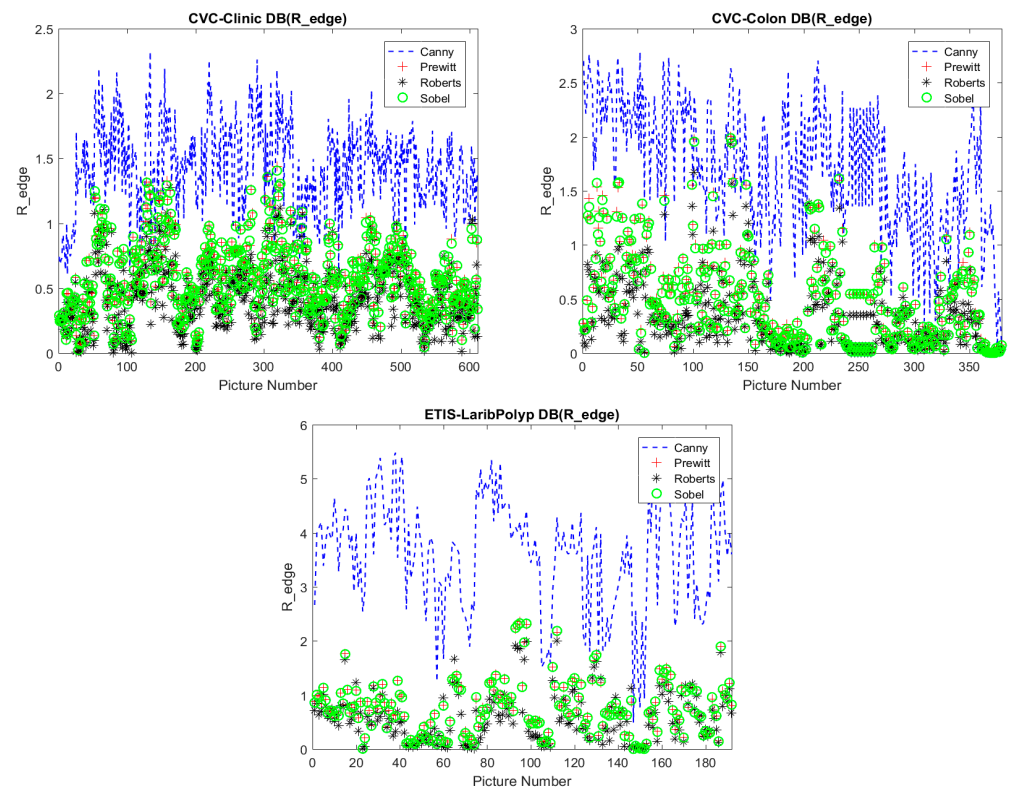 CVC-Clinic DB(R_edge)
2.5
2
1.5
1
0.5
0
R_edge
0 100 200 300 400 500 600
Picture Number
Canny
Prewitt
Roberts
Sobel
CVC-Colon DB(R_edge)
3
2.5
2
1.5
1
0.5
0
R_edge
0 50 100 150 200 250 300 350
Picture Number
Canny
Prewitt
Roberts
Sobel
ETIS-LaribPolyp DB(R_edge)
6
5
4
3
2
1
0
R_edge
0 20 40 60 80 100 120 140 160 180
Picture Number
Canny
Prewitt
Roberts
Sobel